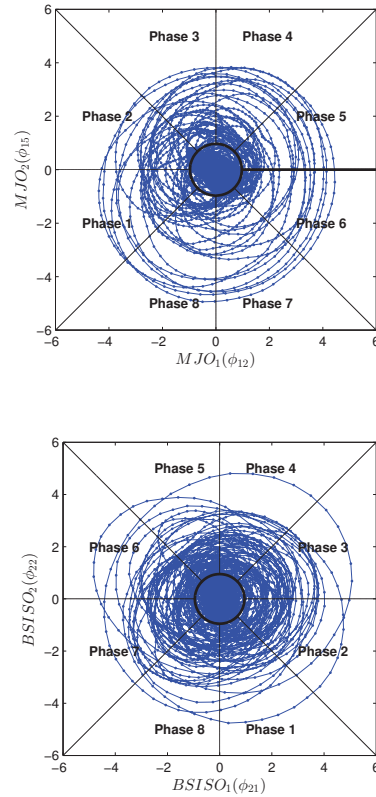 6
Phase 3 Phase 4
4
Phase 2 Phase 5
2
MJO₂(ϕ₁₅)
0
−2
Phase 1 Phase 6
−4
Phase 8 Phase 7
−6
−6 −4 −2 0 2 4 6
MJO₁(ϕ₁₂)
6
Phase 5 Phase 4
4
Phase 6 Phase 3
2
BSISO₂(ϕ₂₂)
0
−2
Phase 7 Phase 2
−4
Phase 8 Phase 1
−6
−6 −4 −2 0 2 4 6
BSISO₁(ϕ₂₁)